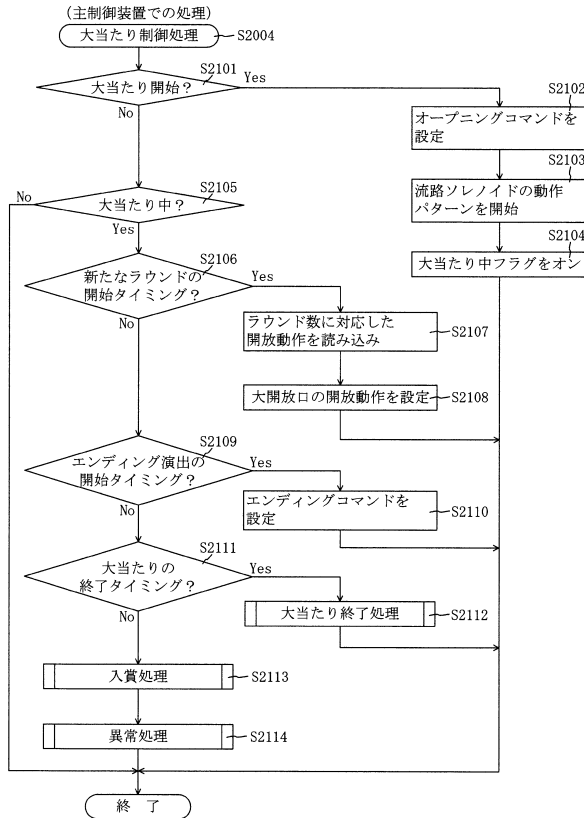 (主制御装置での処理)
大当たり制御処理
S2004
大当たり開始？
S2101
Yes
No
S2102
オープニングコマンドを
設定
S2103
流路ソレノイドの動作
パターンを開始
S2104
大当たり中フラグをオン
大当たり中？
S2105
No
Yes
新たなラウンドの
開始タイミング？
S2106
Yes
No
ラウンド数に対応した
開放動作を読み込み
S2107
大開放口の開放動作を設定
S2108
エンディング演出の
開始タイミング？
S2109
Yes
No
エンディングコマンドを
設定
S2110
大当たりの
終了タイミング？
S2111
Yes
No
大当たり終了処理
S2112
入賞処理
S2113
異常処理
S2114
終 了